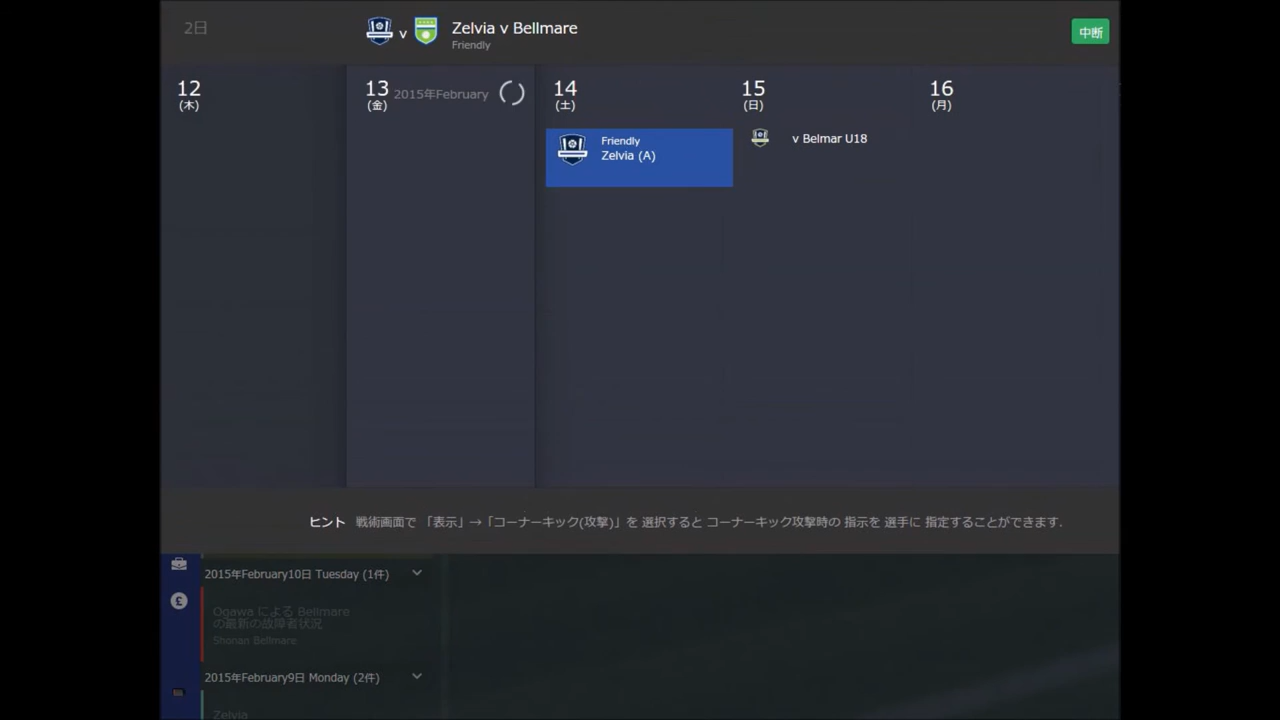 2日
v
Zelvia v Bellmare
Friendly
中断
12
(木)
13
(金)
2015年February
14
(土)
15
(日)
16
(月)
Friendly
Zelvia (A)
v Belmar U18
ヒント 戦術画面で 「表示」→「コーナーキック(攻撃)」を 選択すると コーナーキック攻撃時の 指示を 選手に 指定することができます.
2015年February10日 Tuesday (1件)
Ogawa による Bellmare
の最新の故障者状況
Shonan Bellmare
2015年February9日 Monday (2件)
Zelvia